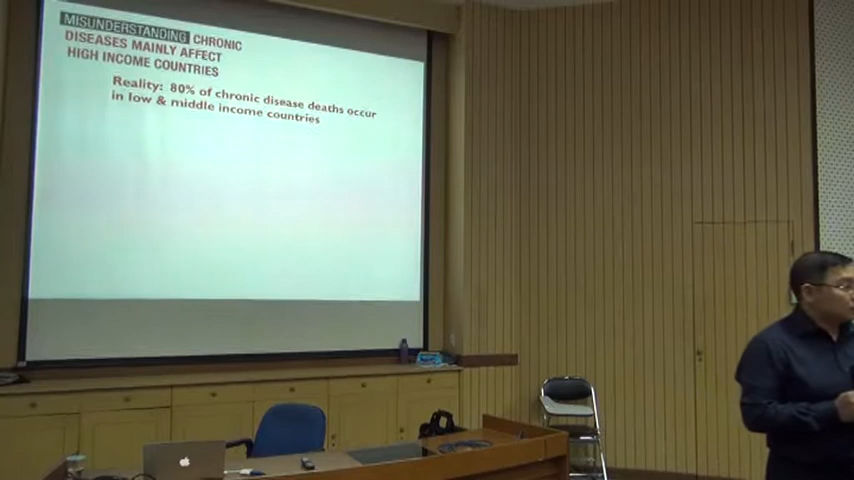 MISUNDERSTANDING CHRONIC
DISEASES MAINLY AFFECT
HIGH INCOME COUNTRIES
Reality: 80% of chronic disease deaths occur
in low & middle income countries